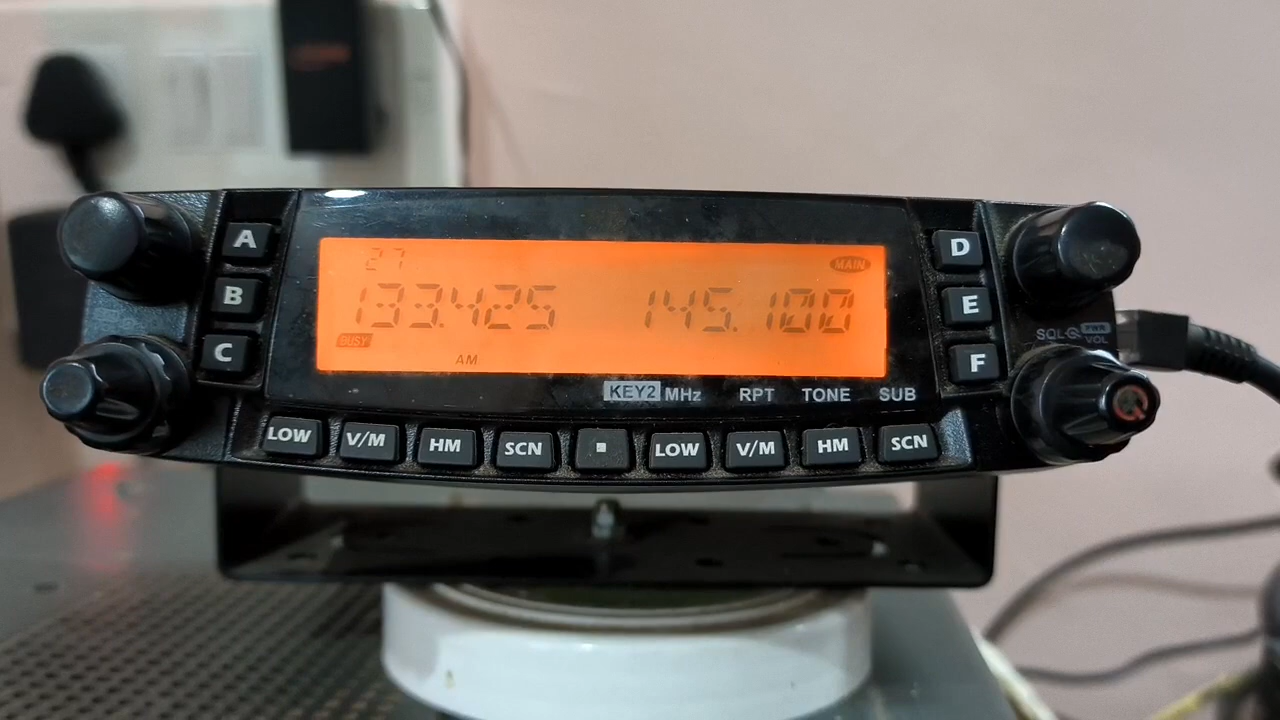 27
MAIN
133.425 145.100
BUSY
AM
A
B
C
D
E
F
SQL PWR
VOL
KEY2 MHz RPT TONE SUB
LOW V/M HM SCN LOW V/M HM SCN